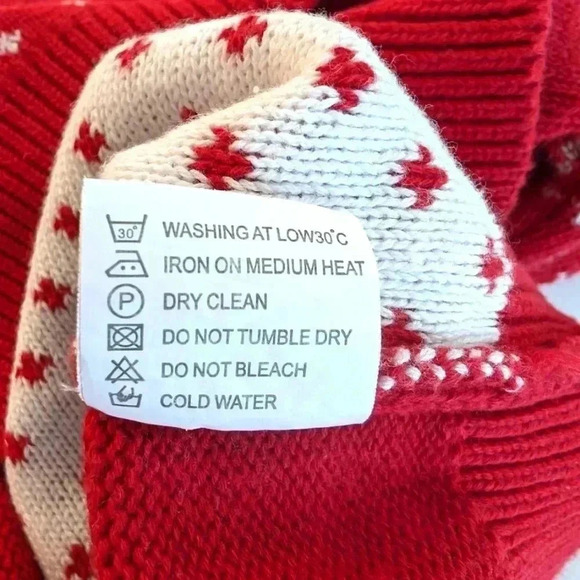 30° WASHING AT LOW30°C
IRON ON MEDIUM HEAT
P DRY CLEAN
DO NOT TUMBLE DRY
DO NOT BLEACH
COLD WATER